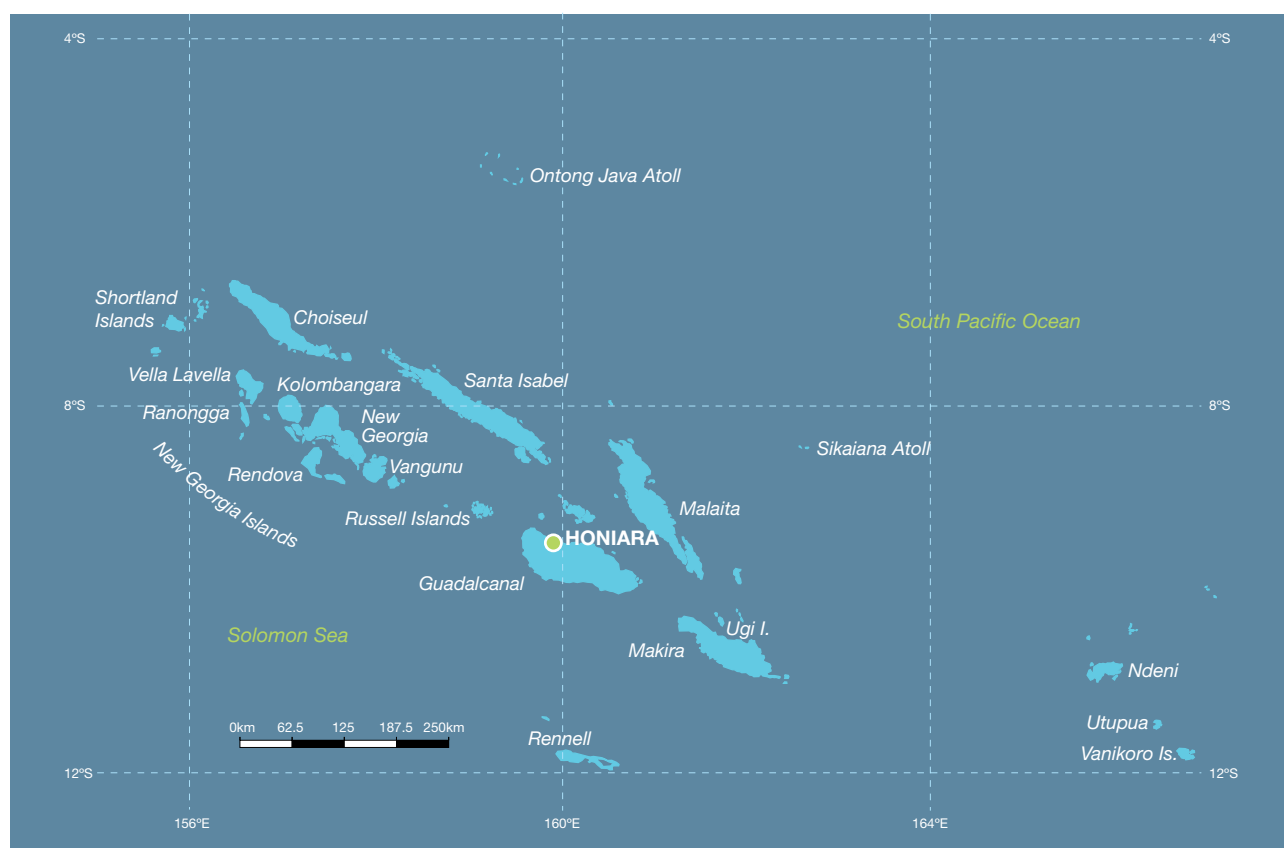 4ºS
4ºS
Ontong Java Atoll
Shortland
Islands
Choiseul
South Pacific Ocean
Vella Lavella
Kolombangara
Santa Isabel
8ºS
Ranongga
New
Georgia
8ºS
Sikaiana Atoll
New Georgia Islands
Rendova
Vangunu
Russell Islands
Malaita
HONIARA
Guadalcanal
Solomon Sea
Ugi I.
Makira
Ndeni
0km 62.5 125 187.5 250km
Utupua
Rennell
Vanikoro Is.
12ºS
12ºS
156ºE
160ºE
164ºE